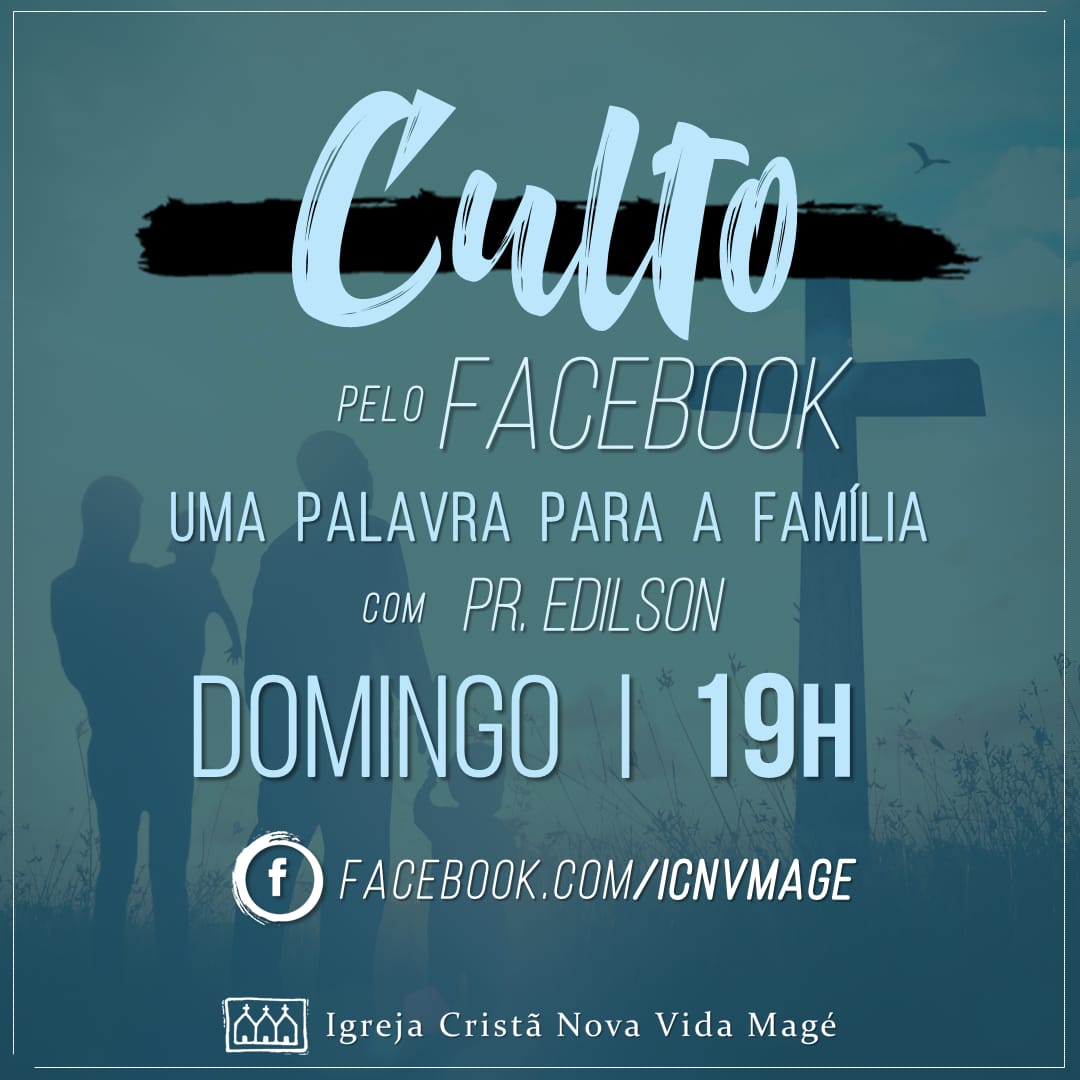 Culto
PELO FACEBOOK
UMA PALAVRA PARA A FAMÍLIA
COM PR. EDILSON
DOMINGO | 19H
f FACEBOOK.COM/ICNVMAGE
Igreja Cristã Nova Vida Magé